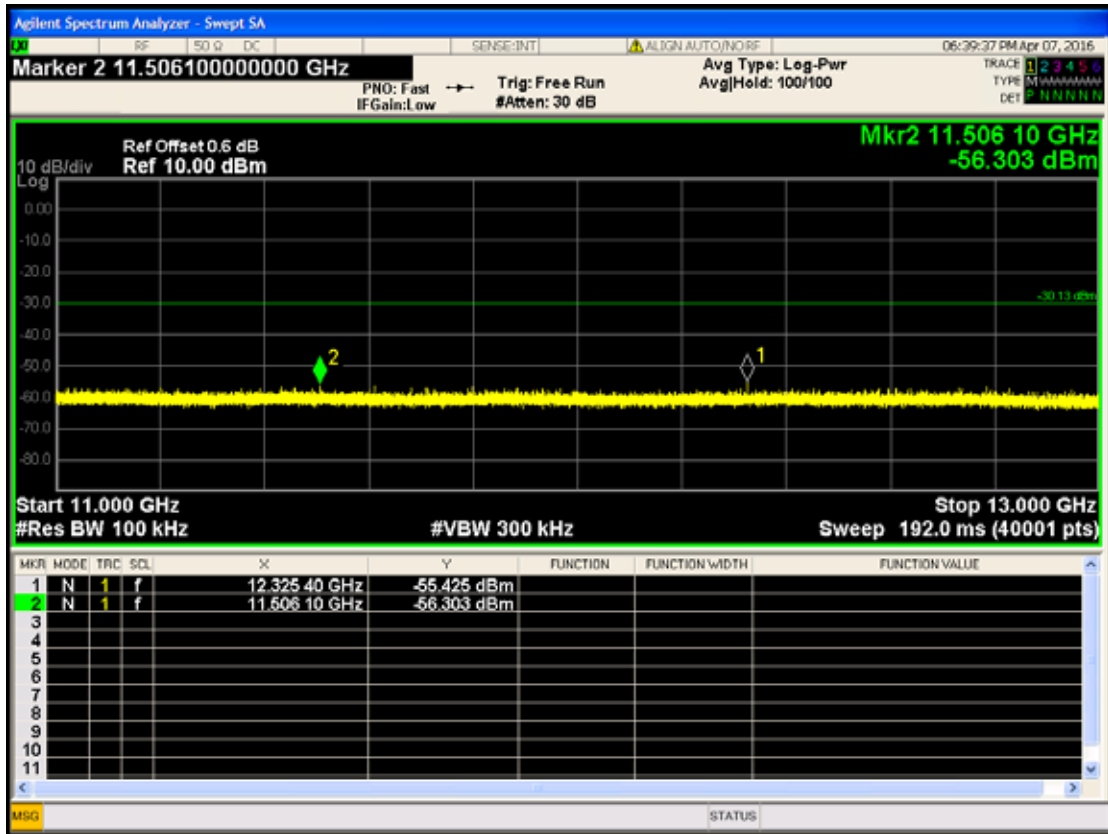 Agilent Spectrum Analyzer - Swept SA
LXI RF 50 Ω DC SENSE:INT ALIGN AUTO/NO RF 06:39:37 PM Apr 07, 2016
Marker 2 11.506100000000 GHz
PNO: Fast
IFGain:Low
Trig: Free Run
#Atten: 30 dB
Avg Type: Log-Pwr
Avg|Hold: 100/100
TRACE 1 2 3 4 5 6
TYPE M WWWWW
DET P N N N N N
Mkr2 11.506 10 GHz
-56.303 dBm
Ref Offset 0.6 dB
10 dB/div Ref 10.00 dBm
Log
0.00
-10.0
-20.0
-30.0
-30.13 dBm
-40.0
2
1
-50.0
-60.0
-70.0
-80.0
Start 11.000 GHz Stop 13.000 GHz
#Res BW 100 kHz #VBW 300 kHz Sweep 192.0 ms (40001 pts)
MKR MODE TRC SCL X Y FUNCTION FUNCTION WIDTH FUNCTION VALUE
1 N 1 f 12.325 40 GHz -55.425 dBm
2 N 1 f 11.506 10 GHz -56.303 dBm
3
4
5
6
7
8
9
10
11
MSG STATUS